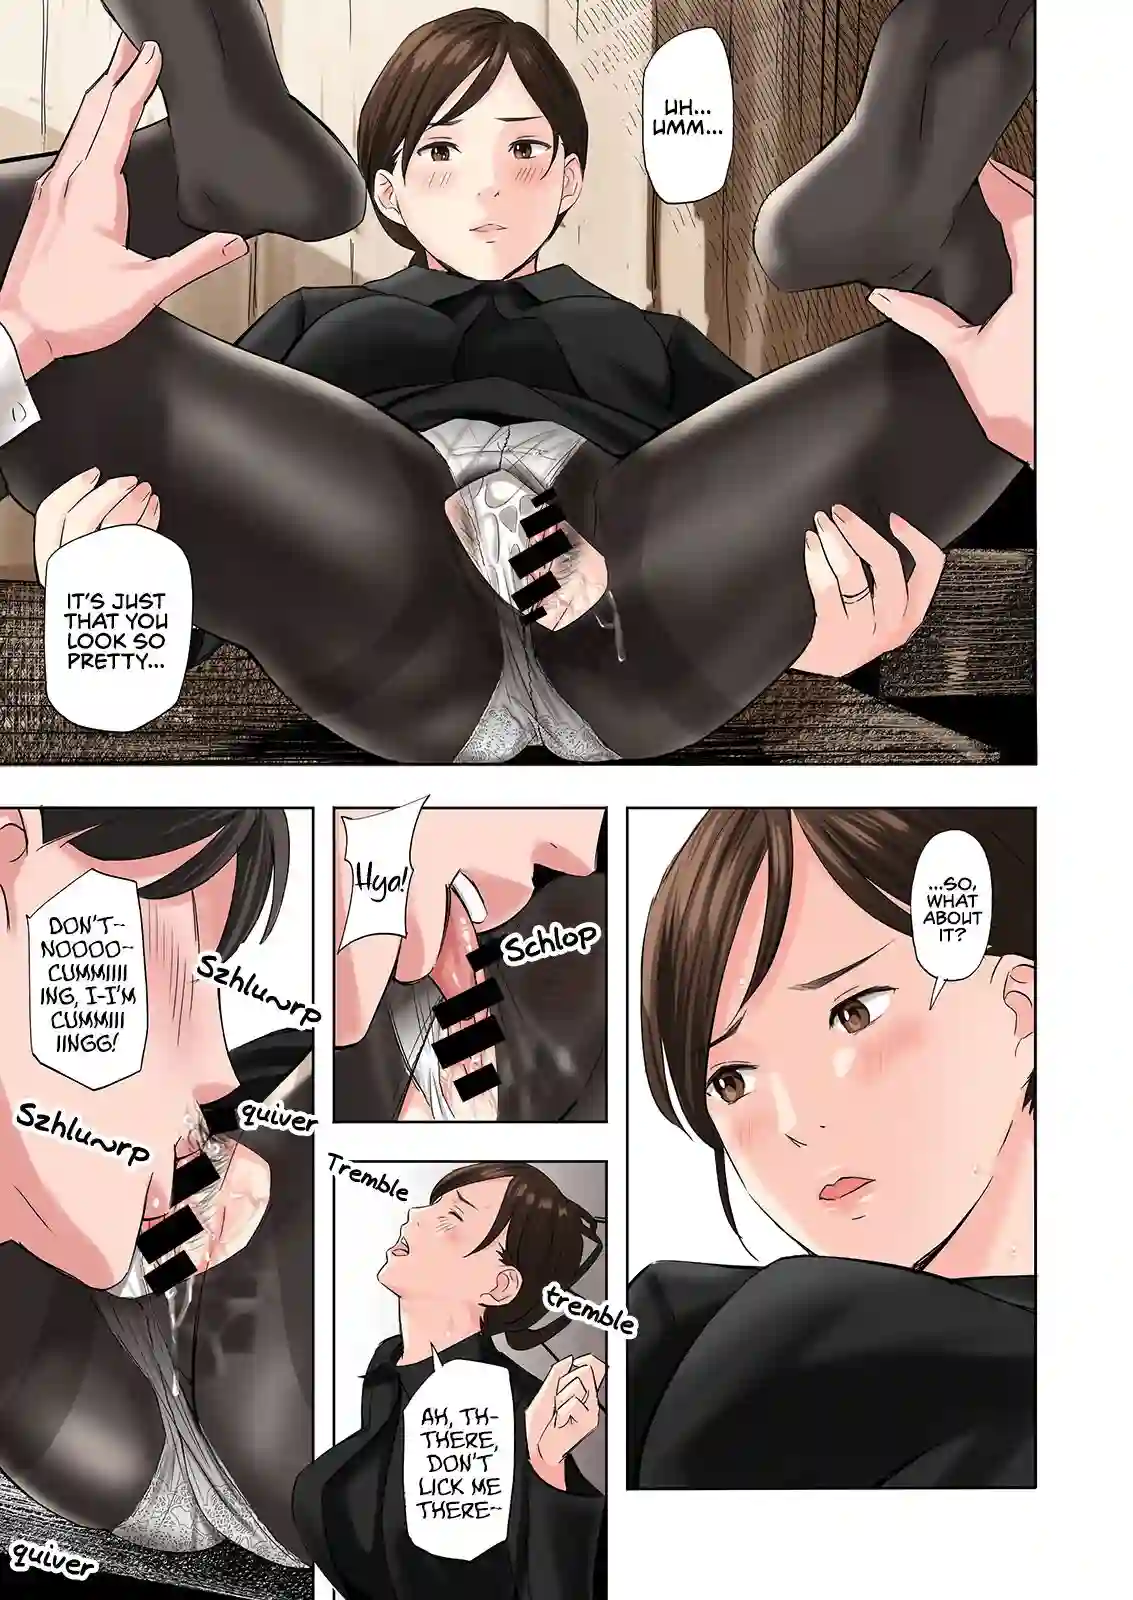 UH...
UMM...
IT'S JUST
THAT YOU
LOOK SO
PRETTY...
...SO,
WHAT
ABOUT
IT?
Hya!
Schlop
Tremble
tremble
AH, TH-
THERE,
DON'T
LICK ME
THERE~
DON'T~
NOOOO~
CUMMIIII
ING, I-I'M
CUMMIII
IINGG!
Szhlu~rp
quiver
Szhlu~rp
quiver